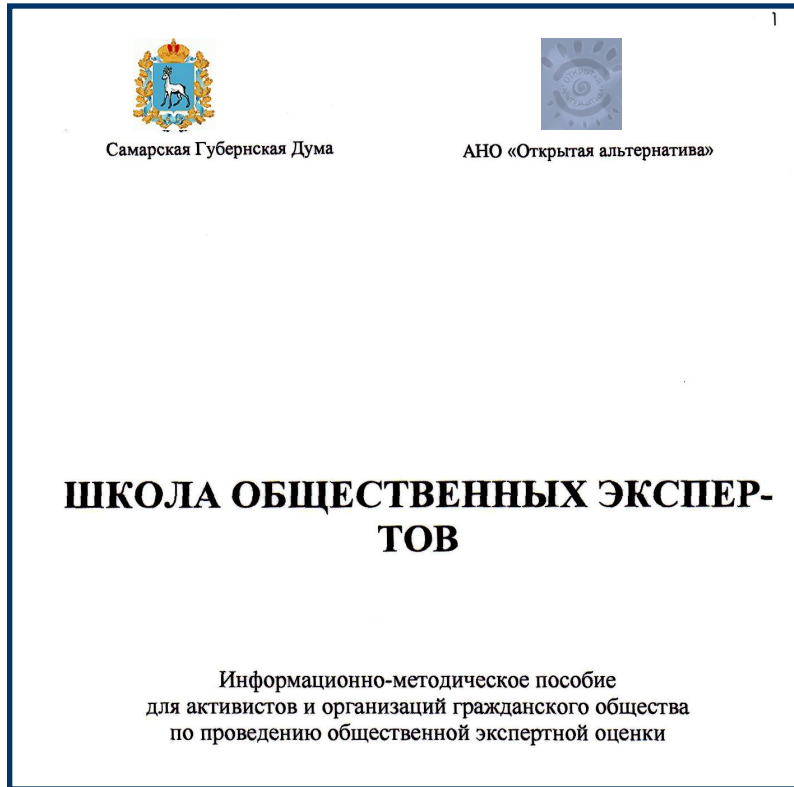 1
Самарская Губернская Дума
АНО «Открытая альтернатива»
ШКОЛА ОБЩЕСТВЕННЫХ ЭКСПЕР-
ТОВ
Информационно-методическое пособие
для активистов и организаций гражданского общества
по проведению общественной экспертной оценки